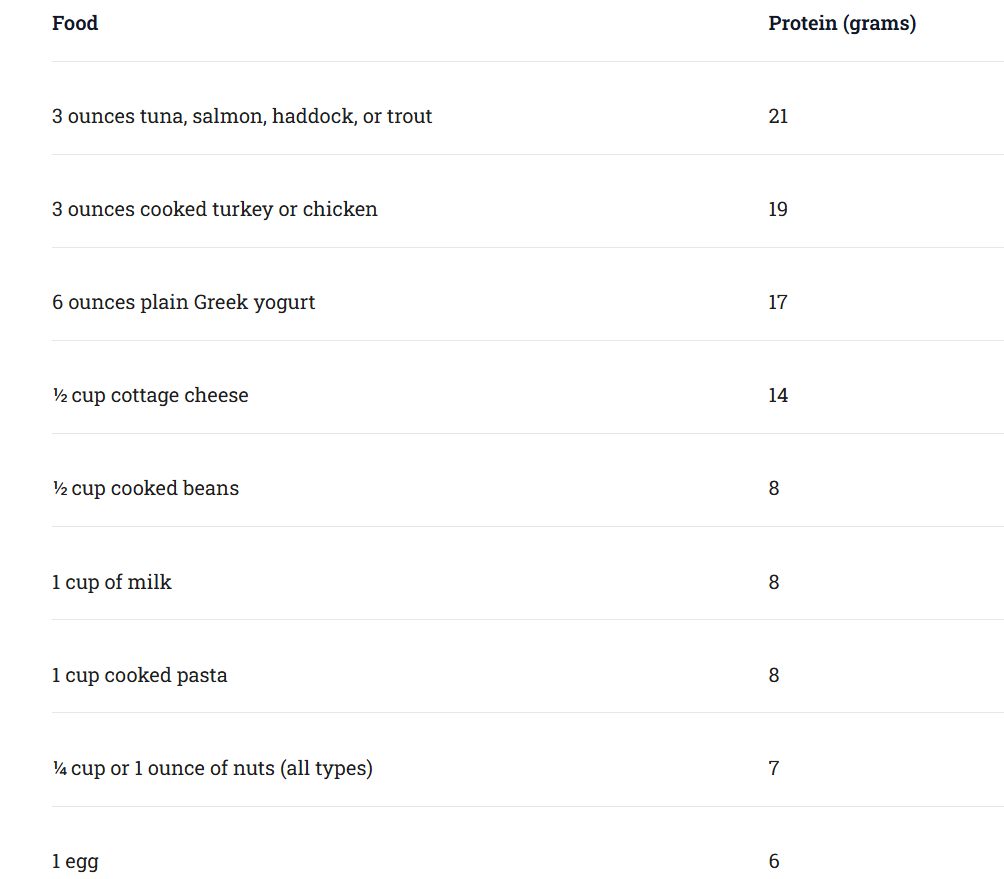 Food Protein (grams)
3 ounces tuna, salmon, haddock, or trout 21
3 ounces cooked turkey or chicken 19
6 ounces plain Greek yogurt 17
½ cup cottage cheese 14
½ cup cooked beans 8
1 cup of milk 8
1 cup cooked pasta 8
¼ cup or 1 ounce of nuts (all types) 7
1 egg 6